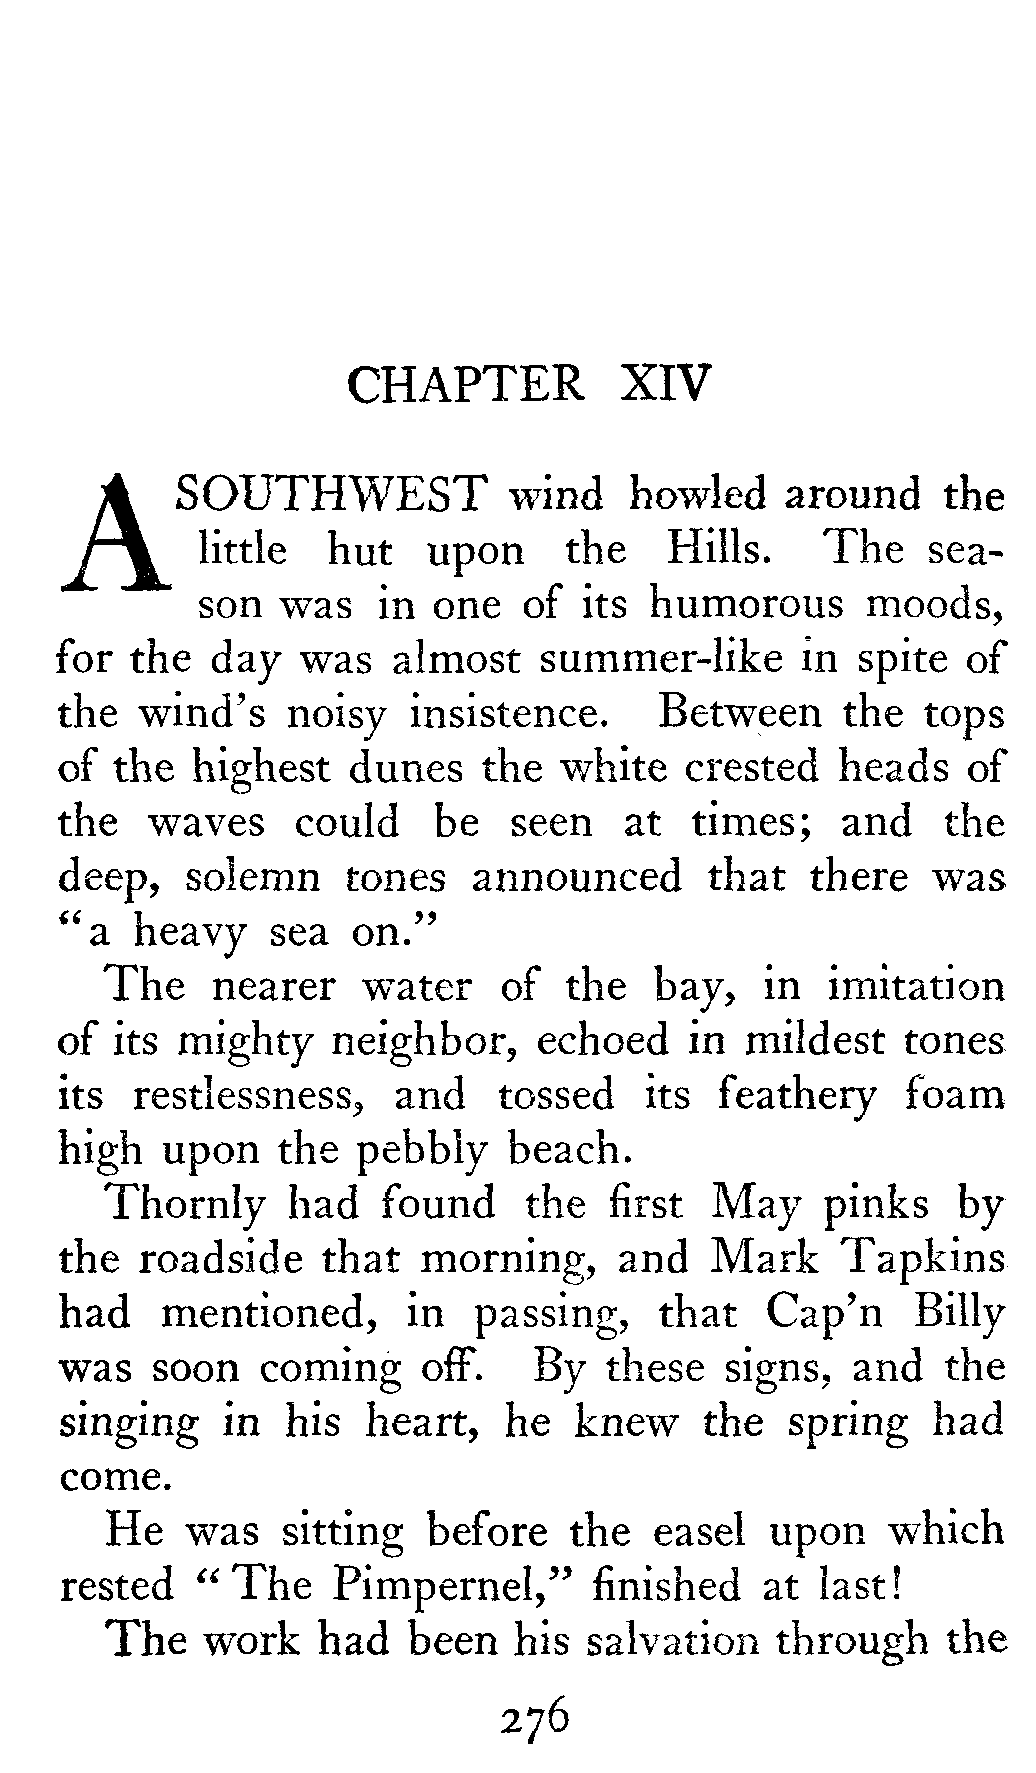 CHAPTER XIV
A SOUTHWEST wind howled around the
little hut upon the Hills. The sea-
son was in one of its humorous moods,
for the day was almost summer-like in spite of
the wind's noisy insistence. Between the tops
of the highest dunes the white crested heads of
the waves could be seen at times; and the
deep, solemn tones announced that there was
"a heavy sea on."
The nearer water of the bay, in imitation
of its mighty neighbor, echoed in mildest tones
its restlessness, and tossed its feathery foam
high upon the pebbly beach.
Thornly had found the first May pinks by
the roadside that morning, and Mark Tapkins
had mentioned, in passing, that Cap'n Billy
was soon coming off. By these signs, and the
singing in his heart, he knew the spring had
come.
He was sitting before the easel upon which
rested "The Pimpernel," finished at last!
The work had been his salvation through the
276